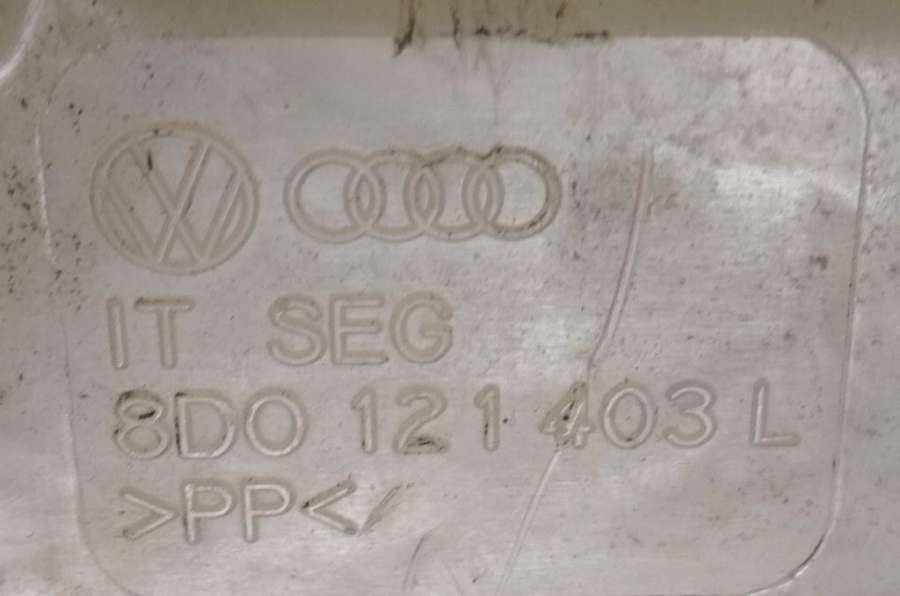 IT SEG
8D0 121 403 L
>PP<